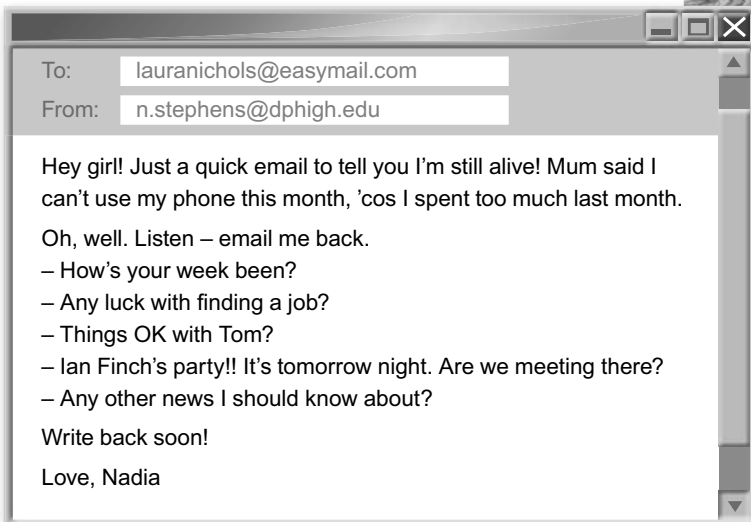 To: lauranichols@easymail.com
From: n.stephens@dphigh.edu
Hey girl! Just a quick email to tell you I'm still alive! Mum said I
can't use my phone this month, 'cos I spent too much last month.
Oh, well. Listen – email me back.
– How's your week been?
– Any luck with finding a job?
– Things OK with Tom?
– Ian Finch's party!! It's tomorrow night. Are we meeting there?
– Any other news I should know about?
Write back soon!
Love, Nadia